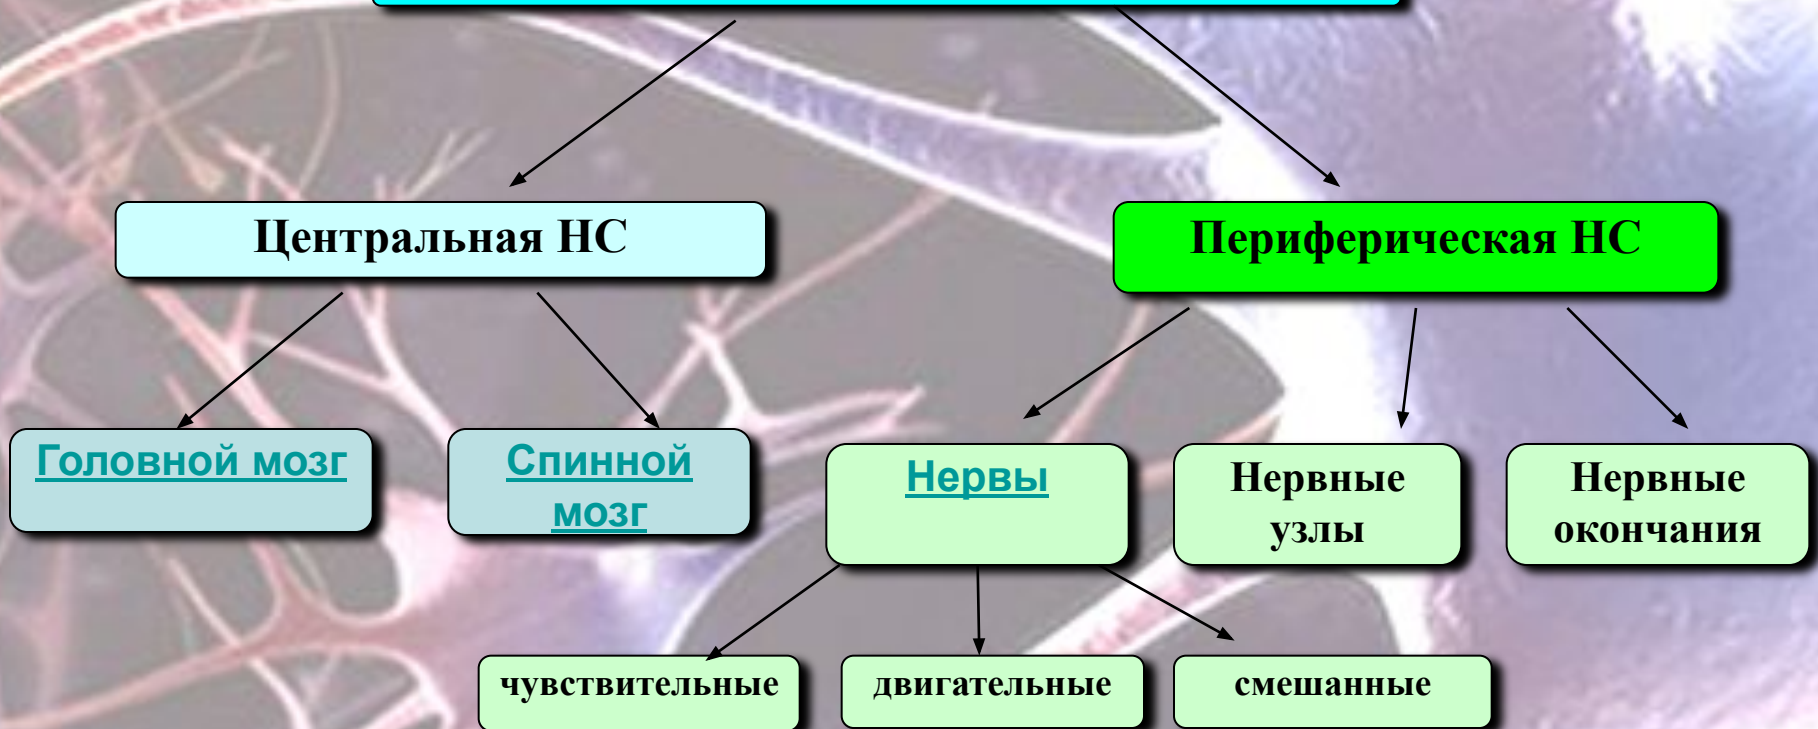 Центральная НС
Периферическая НС
Головной мозг
Спинной
мозг
Нервы
Нервные
узлы
Нервные
окончания
чувствительные
двигательные
смешанные